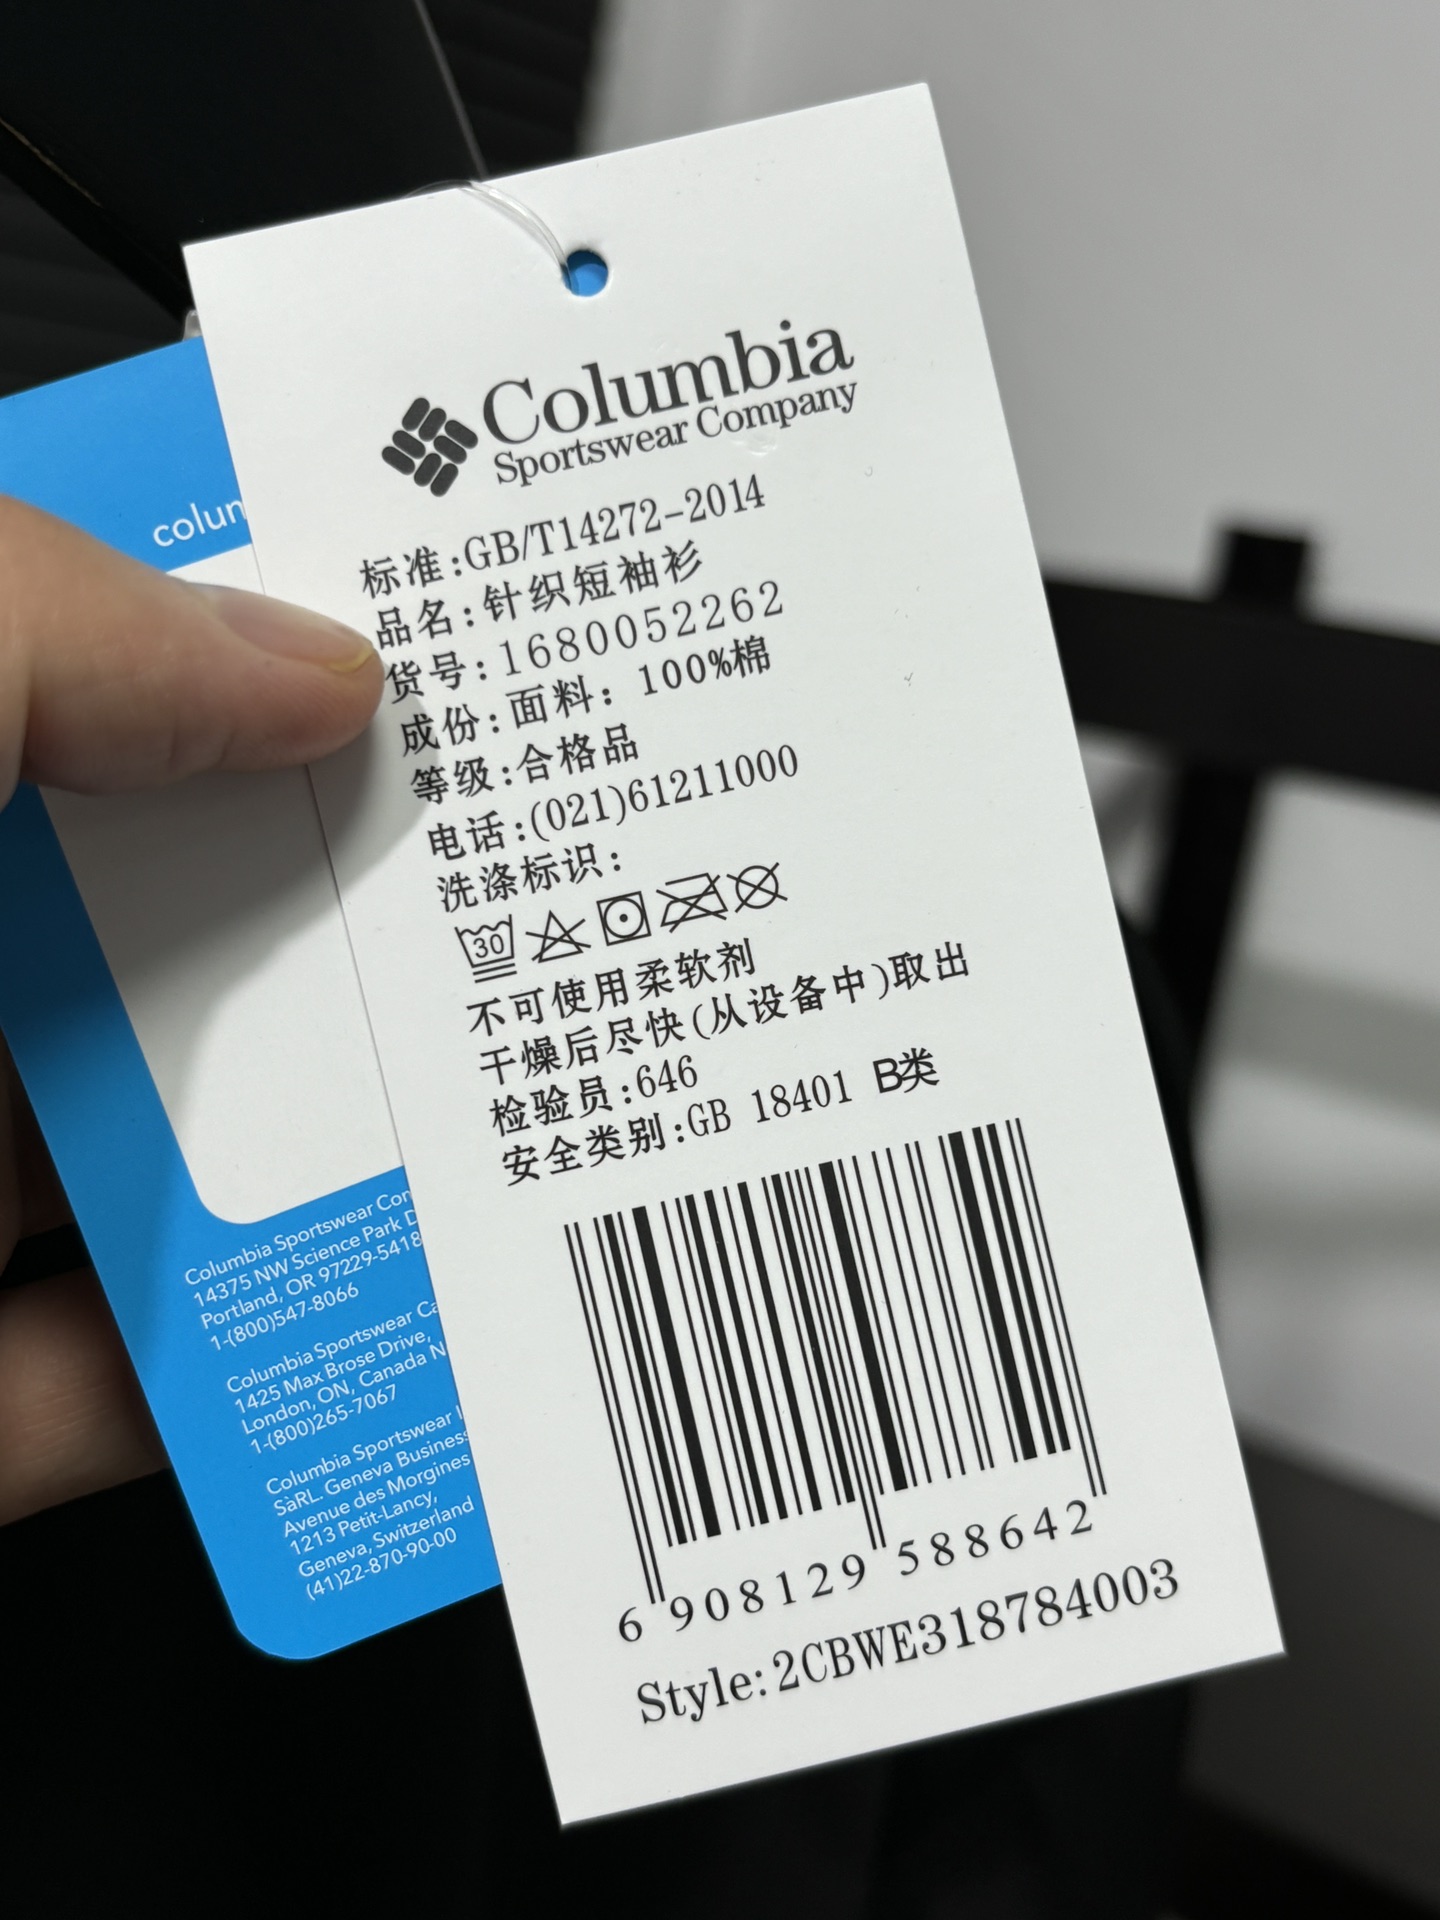 Columbia
Sportswear Company
标准:GB/T14272-2014
品名:针织短袖衫
货号:1680052262
成份:面料：100%棉
等级:合格品
电话:(021)61211000
洗涤标识:
30
不可使用柔软剂
干燥后尽快(从设备中)取出
检验员:646
安全类别:GB 18401 B类
6 908129 588642
Style:2CBWE318784003
colum
Columbia Sportswear Com
14375 NW Science Park D
Portland, OR 97229-5418
1-(800)547-8066
Columbia Sportswear Ca
1425 Max Brose Drive,
London, ON, Canada N
1-(800)265-7067
Columbia Sportswear I
SàRL. Geneva Business
Avenue des Morgines
1213 Petit-Lancy,
Geneva, Switzerland
(41)22-870-90-00